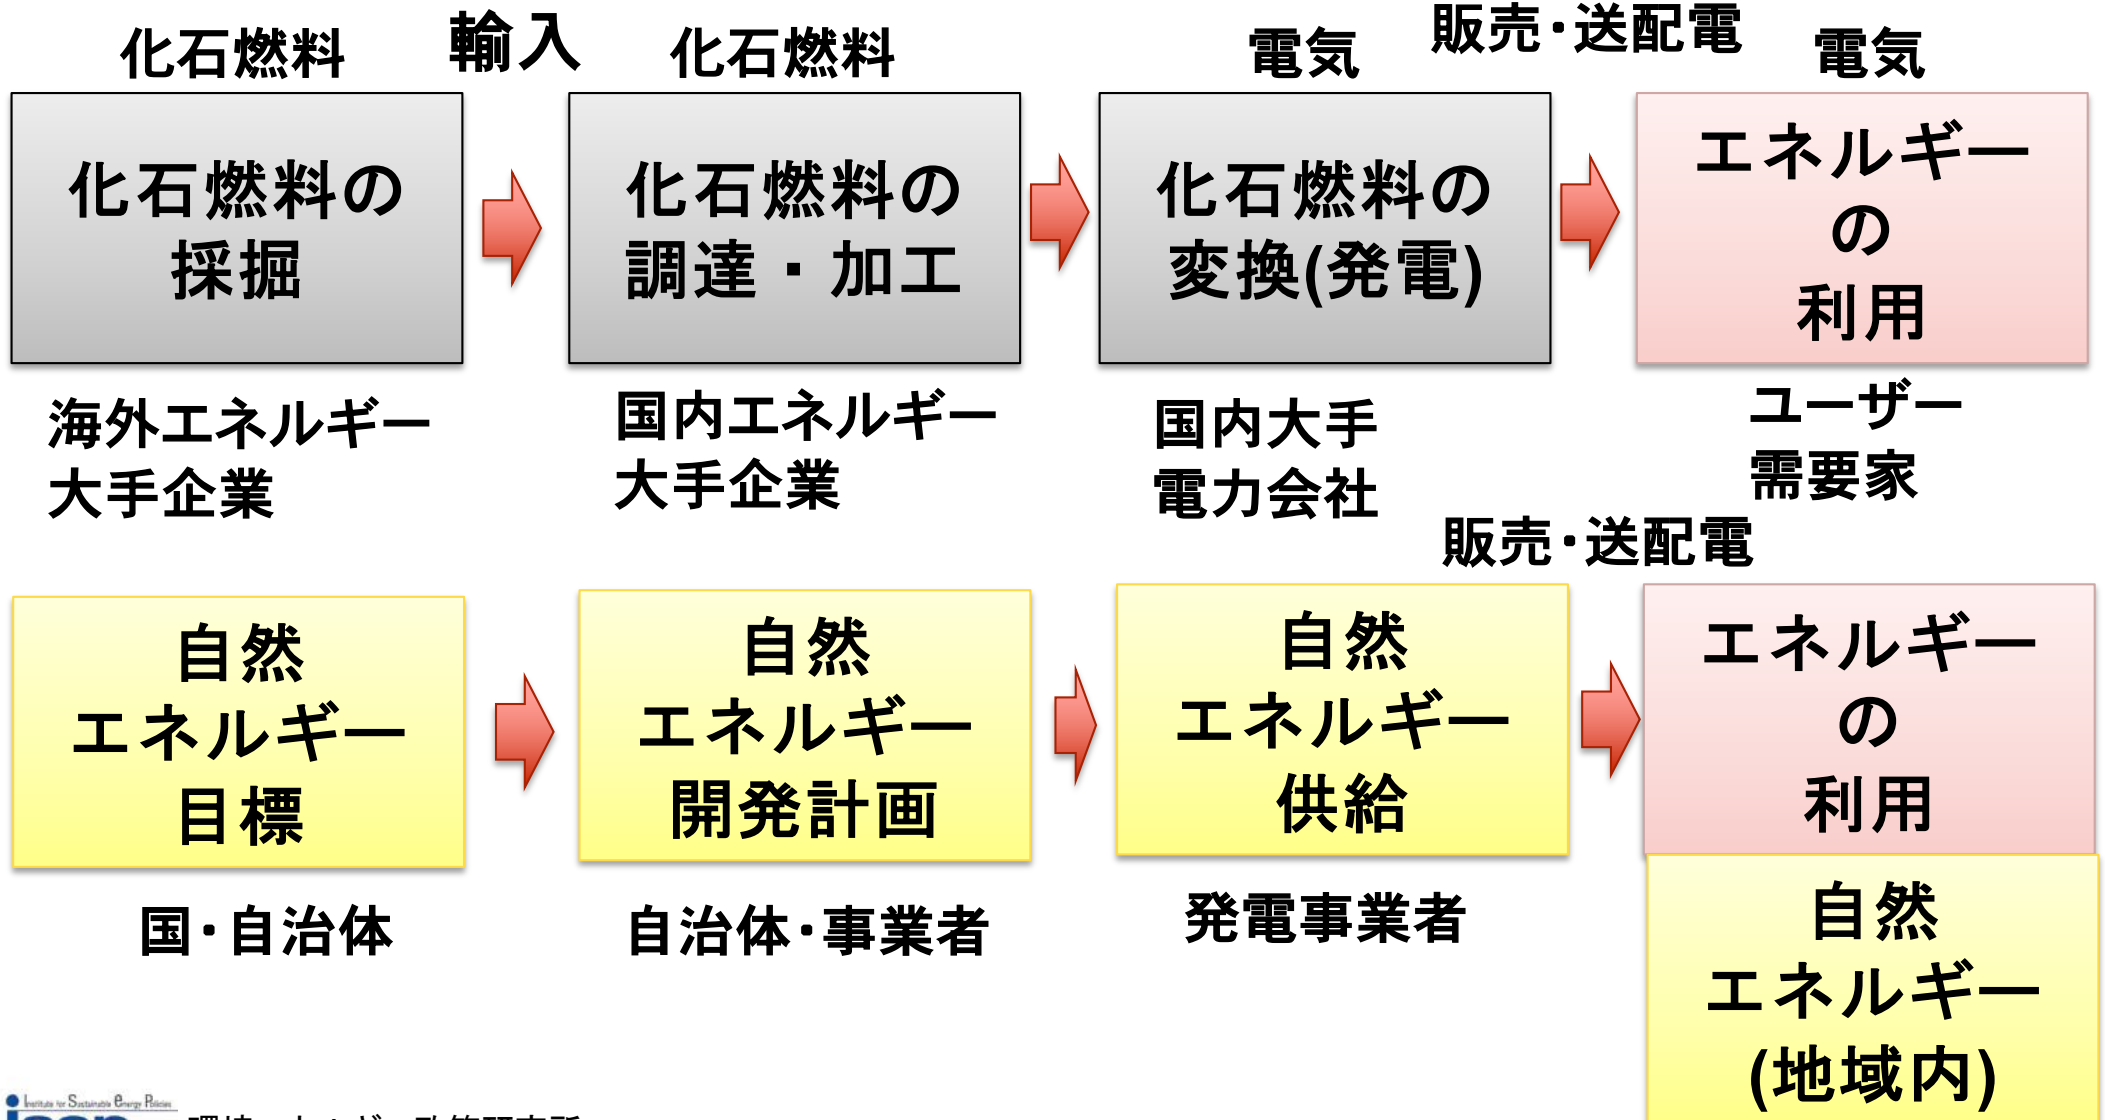 化石燃料
輸入
化石燃料
電気
販売・送配電
電気
化石燃料の
採掘
化石燃料の
調達・加工
化石燃料の
変換(発電)
エネルギー
の
利用
海外エネルギー
大手企業
国内エネルギー
大手企業
国内大手
電力会社
ユーザー
需要家
販売・送配電
自然
エネルギー
目標
自然
エネルギー
開発計画
自然
エネルギー
供給
エネルギー
の
利用
国・自治体
自治体・事業者
発電事業者
自然
エネルギー
(地域内)
Institute for Sustainable Energy Policies